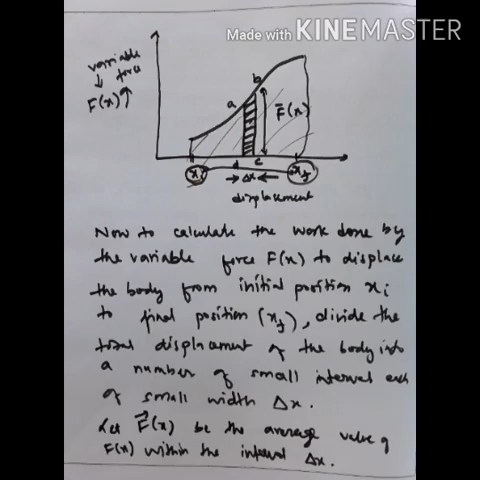 Made with KINEMASTER
variable
force
F(x)
a
b
F̄(x)
d
c
xi
Δx
xf
displacement
Now to calculate the work done by
the variable force F(x) to displace
the body from initial position xi
to final position (xf), divide the
total displacement of the body into
a number of small interval each
of small width Δx.
Let F⃗(x) be the average value of
F(x) within the interval Δx.